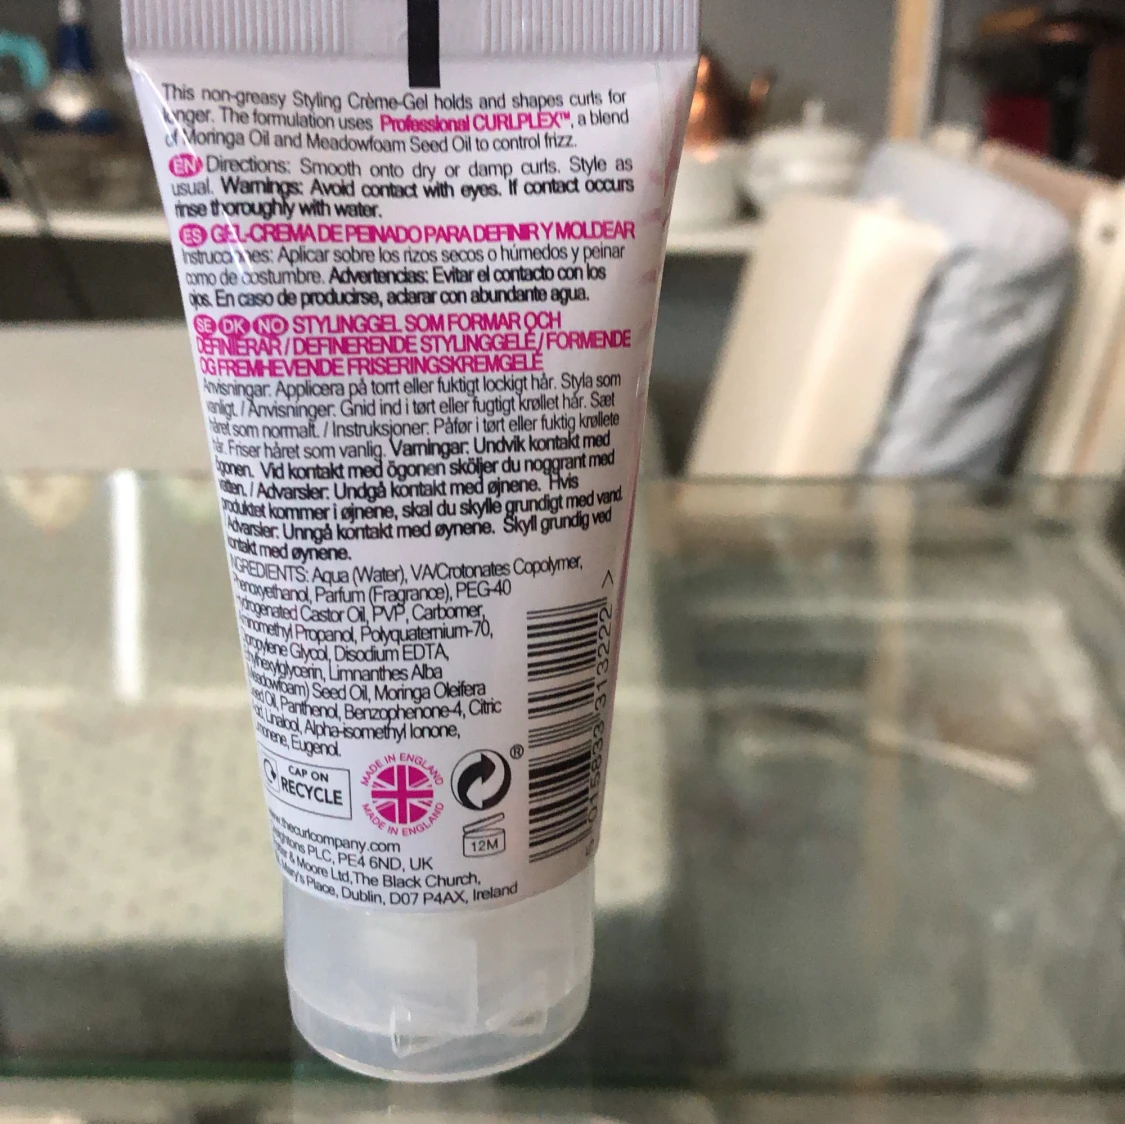 This non-greasy Styling Crème-Gel holds and shapes curls for
longer. The formulation uses Professional CURLPLEX™, a blend
of Moringa Oil and Meadowfoam Seed Oil to control frizz.
EN Directions: Smooth onto dry or damp curls. Style as
usual. Warnings: Avoid contact with eyes. If contact occurs
rinse thoroughly with water.
ES GEL-CREMA DE PEINADO PARA DEFINIR Y MOLDEAR
Instrucciones: Aplicar sobre los rizos secos o húmedos y peinar
como de costumbre. Advertencias: Evitar el contacto con los
ojos. En caso de producirse, aclarar con abundante agua.
SE DK NO STYLINGGEL SOM FORMAR OCH
DEFINIERAR / DEFINERENDE STYLINGGELÉ / FORMENDE
OG FREMHEVENDE FRISERINGSKREMGELÉ
Anvisningar: Applicera på torrt eller fuktigt lockigt hår. Styla som
vanligt. / Anvisninger: Gnid ind i tørt eller fugtigt krøllet hår. Sæt
håret som normalt. / Instruksjoner: Påfør i tørt eller fuktig krøllete
hår. Friser håret som vanlig. Varningar: Undvik kontakt med
ögonen. Vid kontakt med ögonen sköljer du noggrant med
vatten. / Advarsler: Undgå kontakt med øjnene. Hvis
produktet kommer i øjnene, skal du skylle grundigt med vand.
/ Advarsler: Unngå kontakt med øynene. Skyll grundig ved
kontakt med øynene.
INGREDIENTS: Aqua (Water), VA/Crotonates Copolymer,
Phenoxyethanol, Parfum (Fragrance), PEG-40
Hydrogenated Castor Oil, PVP, Carbomer,
Aminomethyl Propanol, Polyquaternium-70,
Dipropylene Glycol, Disodium EDTA,
Ethylhexylglycerin, Limnanthes Alba
(Meadowfoam) Seed Oil, Moringa Oleifera
Seed Oil, Panthenol, Benzophenone-4, Citric
Acid, Linalool, Alpha-isomethyl Ionone,
Limonene, Eugenol.
CAP ON
RECYCLE
MADE IN ENGLAND
MADE IN ENGLAND
®
12M
5 015833 313222 >
www.thecurlcompany.com
PLC, PE4 6ND, UK
& Moore Ltd, The Black Church,
Mary's Place, Dublin, D07 P4AX, Ireland